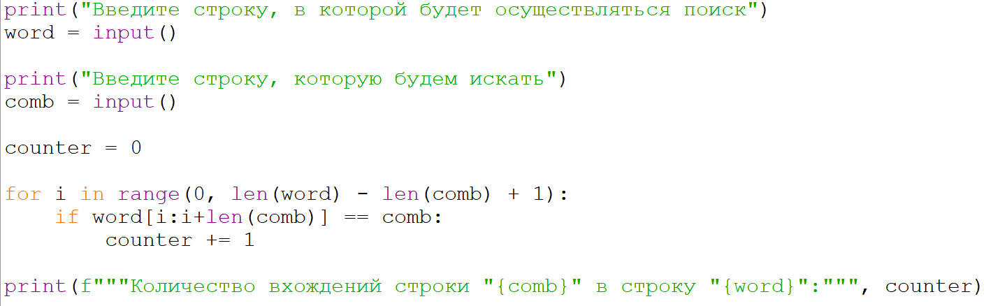 print("Введите строку, в которой будет осуществляться поиск")
word = input()
print("Введите строку, которую будем искать")
comb = input()
counter = 0
for i in range(0, len(word) - len(comb) + 1):
    if word[i:i+len(comb)] == comb:
        counter += 1
print(f"""Количество вхождений строки "{comb}" в строку "{word}":""", counter)